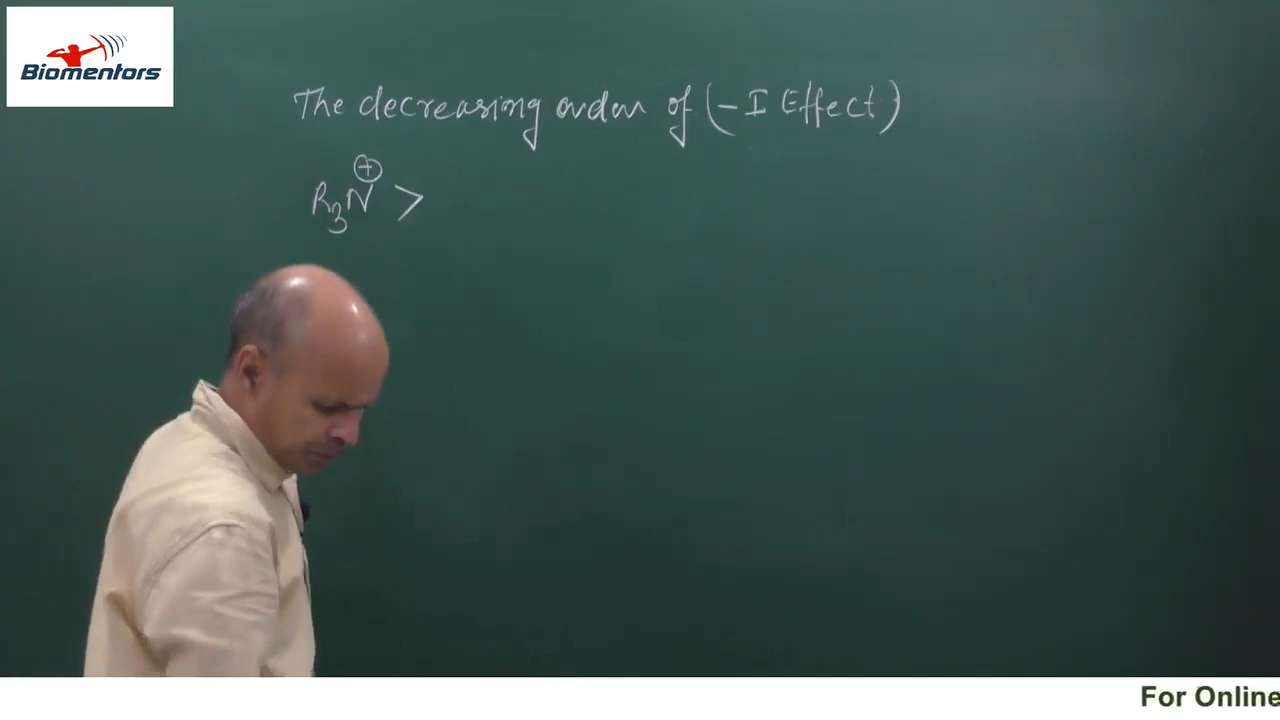 Biomentors
The decreasing order of (-I Effect)
R₃N⊕ >
For Online